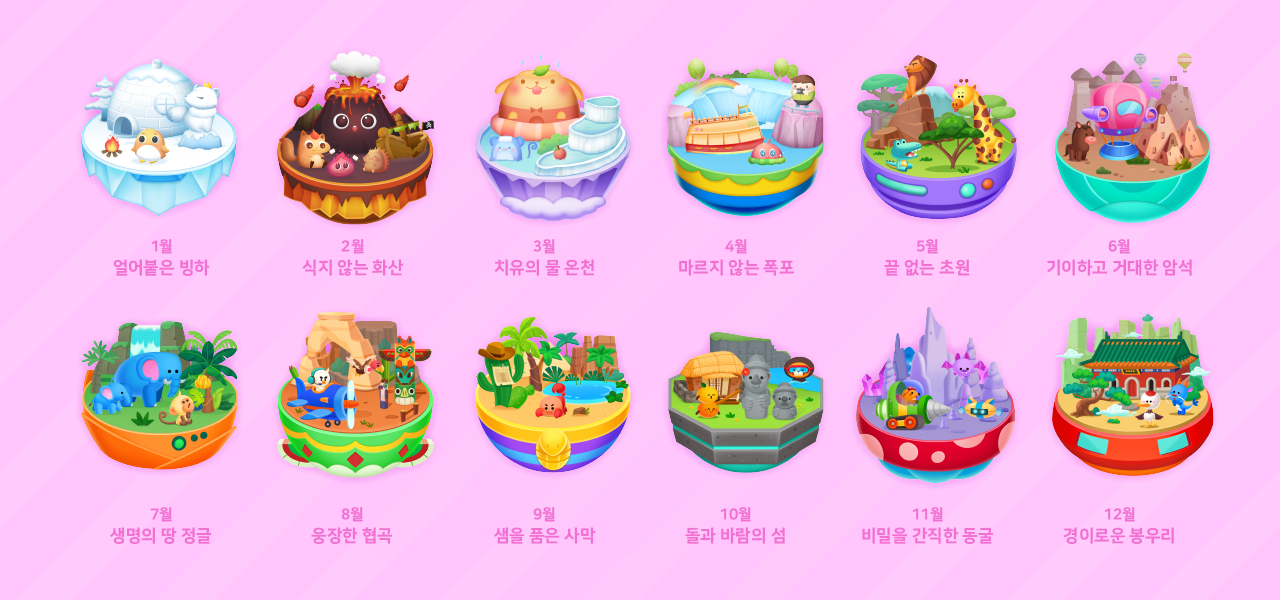 1월
얼어붙은 빙하
2월
식지 않는 화산
3월
치유의 물 온천
4월
마르지 않는 폭포
5월
끝 없는 초원
6월
기이하고 거대한 암석
7월
생명의 땅 정글
8월
웅장한 협곡
9월
샘을 품은 사막
10월
돌과 바람의 섬
11월
비밀을 간직한 동굴
12월
경이로운 봉우리